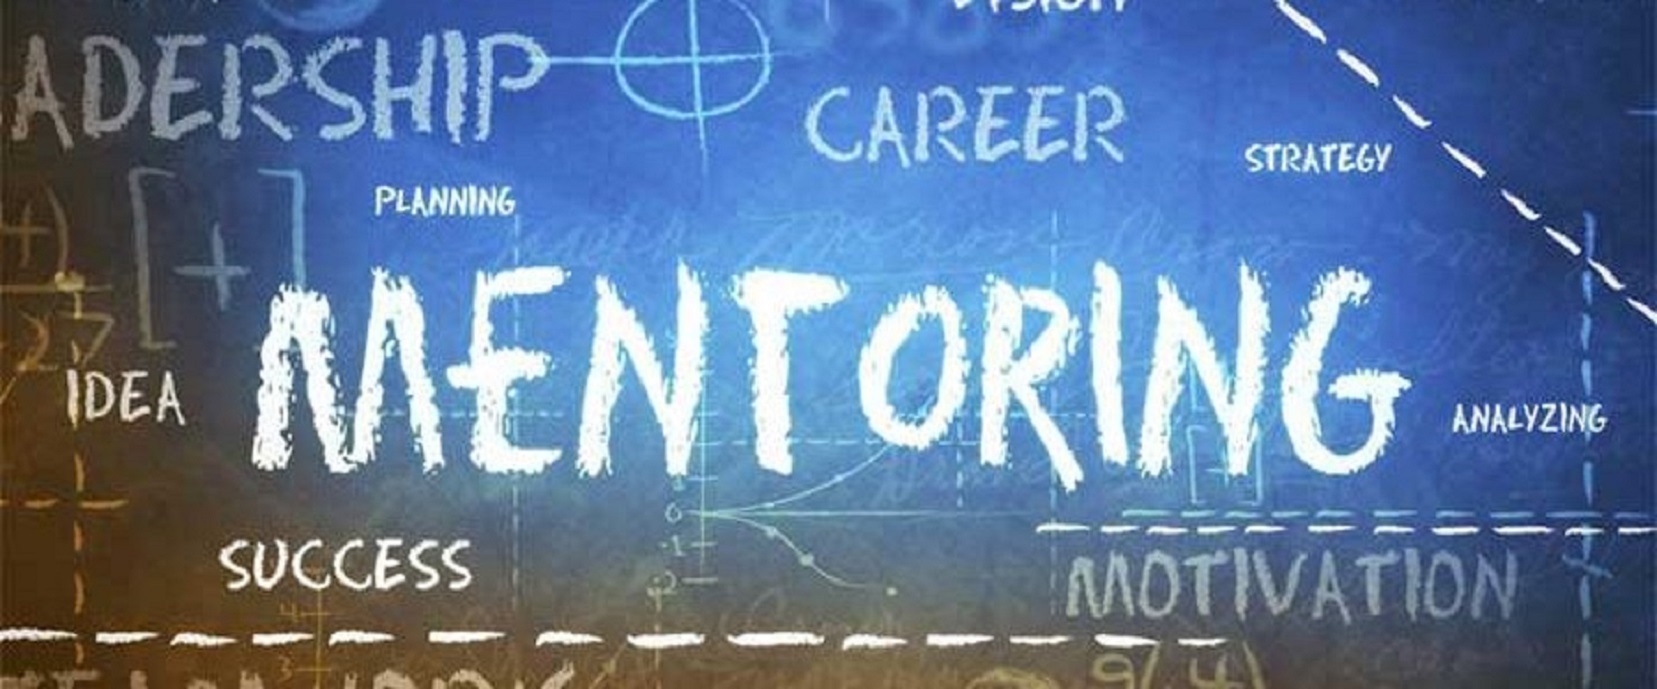 ADERSHIP
CAREER
STRATEGY
PLANNING
[+]
MENTORING
IDEA
ANALYZING
SUCCESS
MOTIVATION